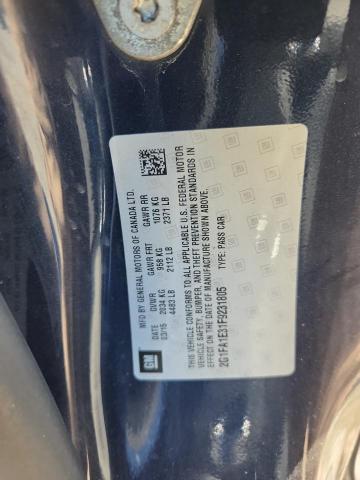 GM
MFD BY GENERAL MOTORS OF CANADA LTD.
DATE GVWR GAWR FRT GAWR RR
03/15 2034 KG 958 KG 1076 KG
4483 LB 2112 LB 2371 LB
THIS VEHICLE CONFORMS TO ALL APPLICABLE U.S. FEDERAL MOTOR
VEHICLE SAFETY, BUMPER, AND THEFT PREVENTION STANDARDS IN
EFFECT ON THE DATE OF MANUFACTURE SHOWN ABOVE.
2G1FA1E31F9231805 TYPE: PASS CAR